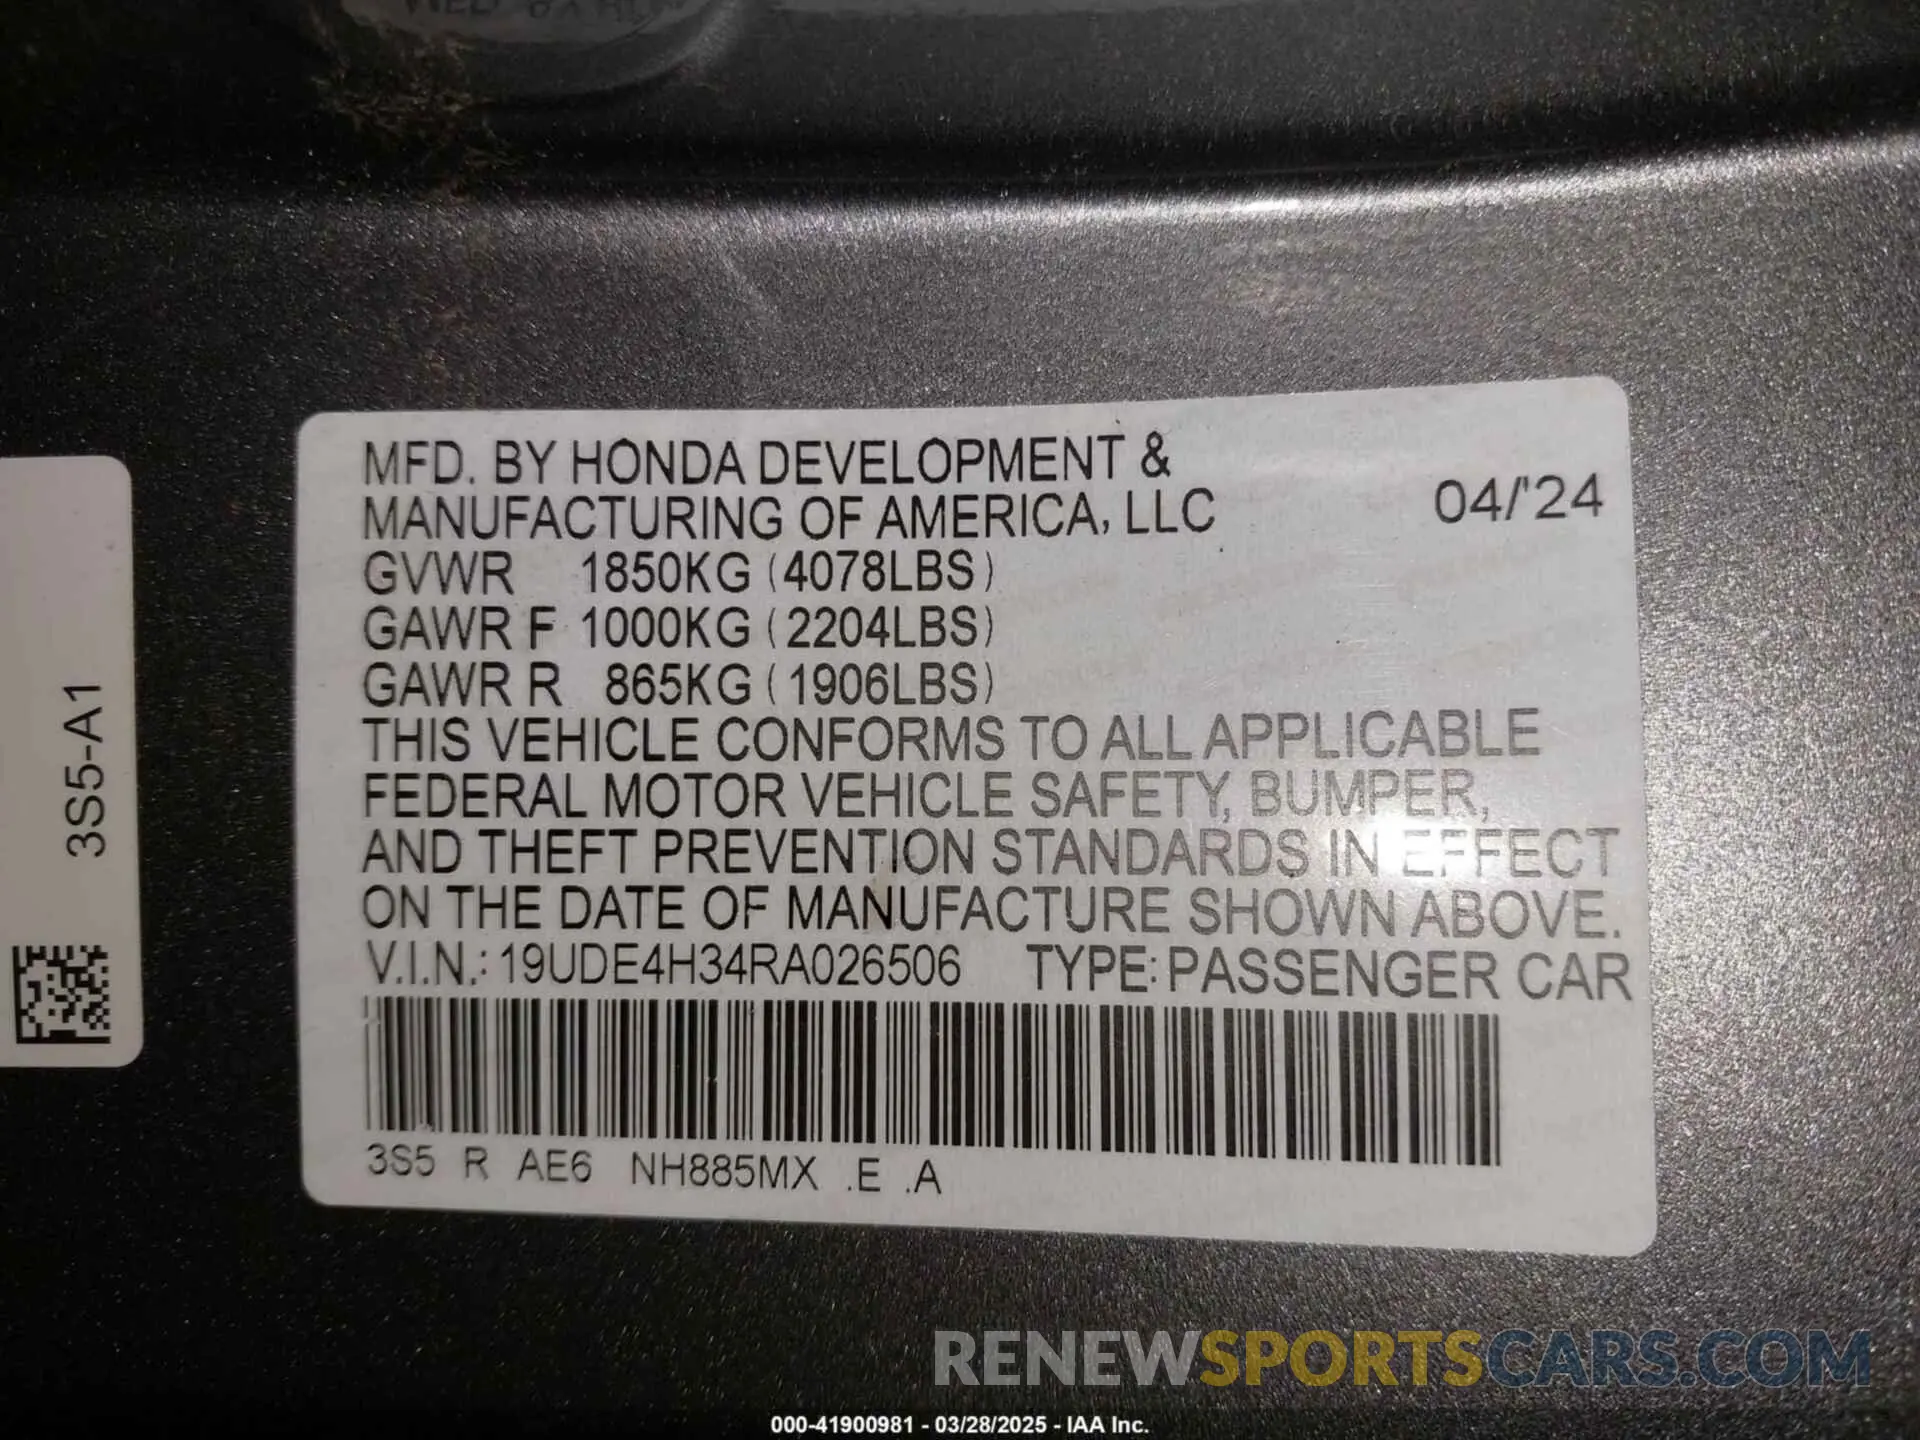 MFD. BY HONDA DEVELOPMENT &
MANUFACTURING OF AMERICA, LLC 04/'24
GVWR 1850KG (4078LBS)
GAWR F 1000KG (2204LBS)
GAWR R 865KG (1906LBS)
THIS VEHICLE CONFORMS TO ALL APPLICABLE
FEDERAL MOTOR VEHICLE SAFETY, BUMPER,
AND THEFT PREVENTION STANDARDS IN EFFECT
ON THE DATE OF MANUFACTURE SHOWN ABOVE.
V.I.N.: 19UDE4H34RA026506 TYPE: PASSENGER CAR
3S5 R AE6 NH885MX .E .A
3S5-A1
RENEWSPORTSCARS.COM
000-41900981 - 03/28/2025 - IAA Inc.